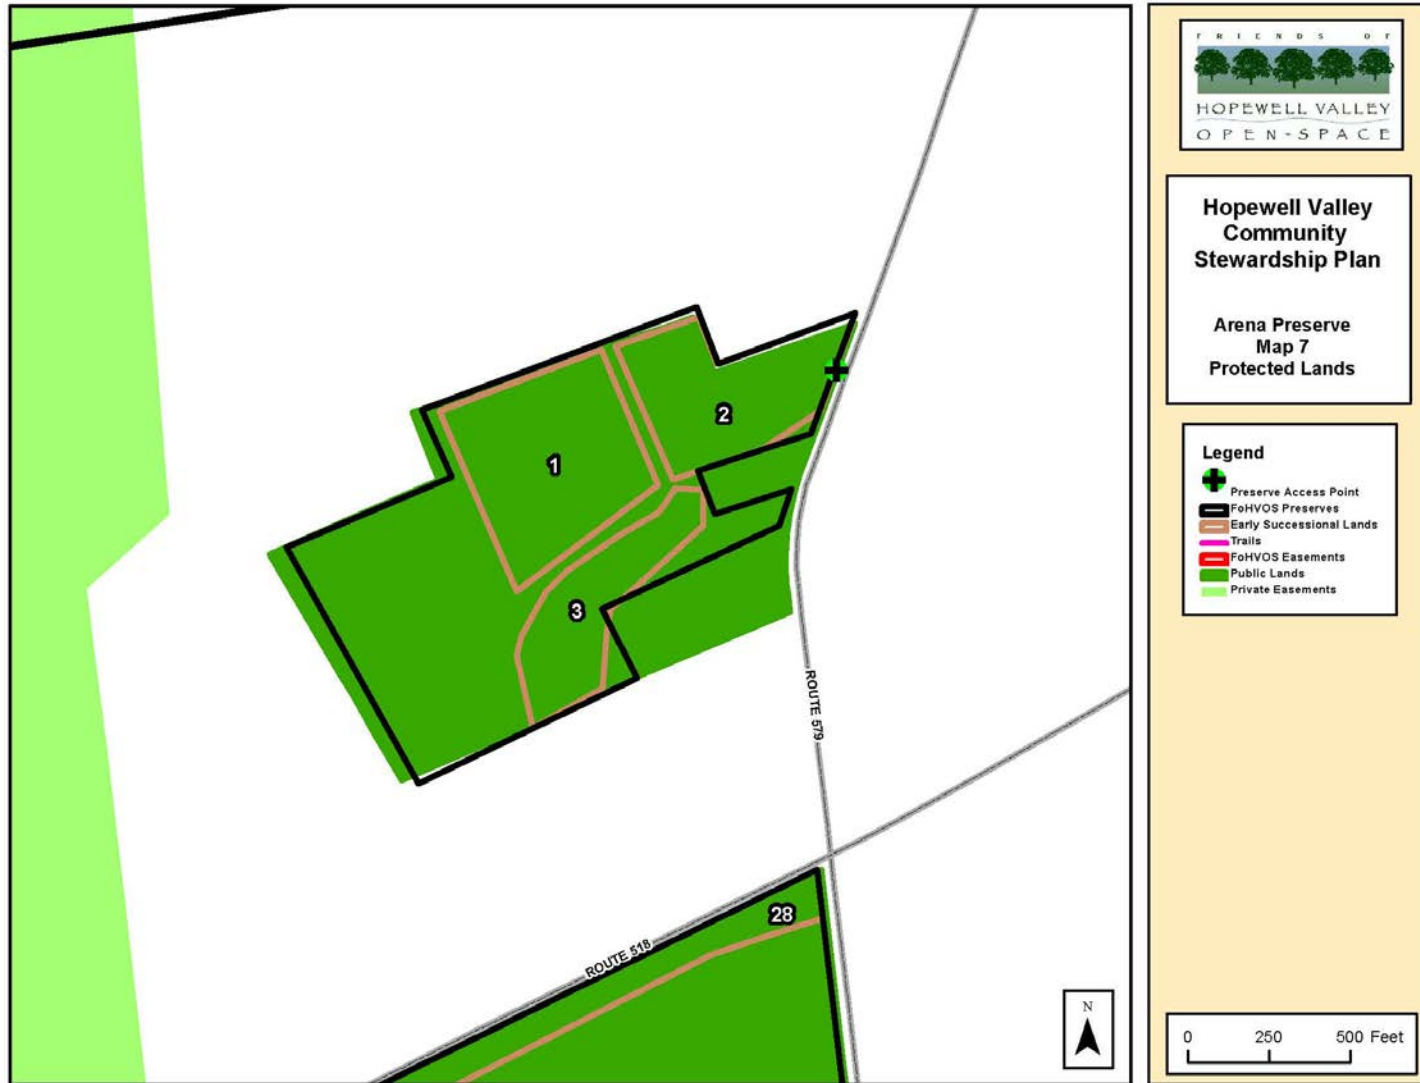 FRIENDS OF
HOPEWELL VALLEY
OPEN-SPACE
Hopewell Valley
Community
Stewardship Plan
Arena Preserve
Map 7
Protected Lands
Legend
Preserve Access Point
FoHVOS Preserves
Early Successional Lands
Trails
FoHVOS Easements
Public Lands
Private Easements
1
2
3
28
ROUTE 579
ROUTE 518
N
0 250 500 Feet